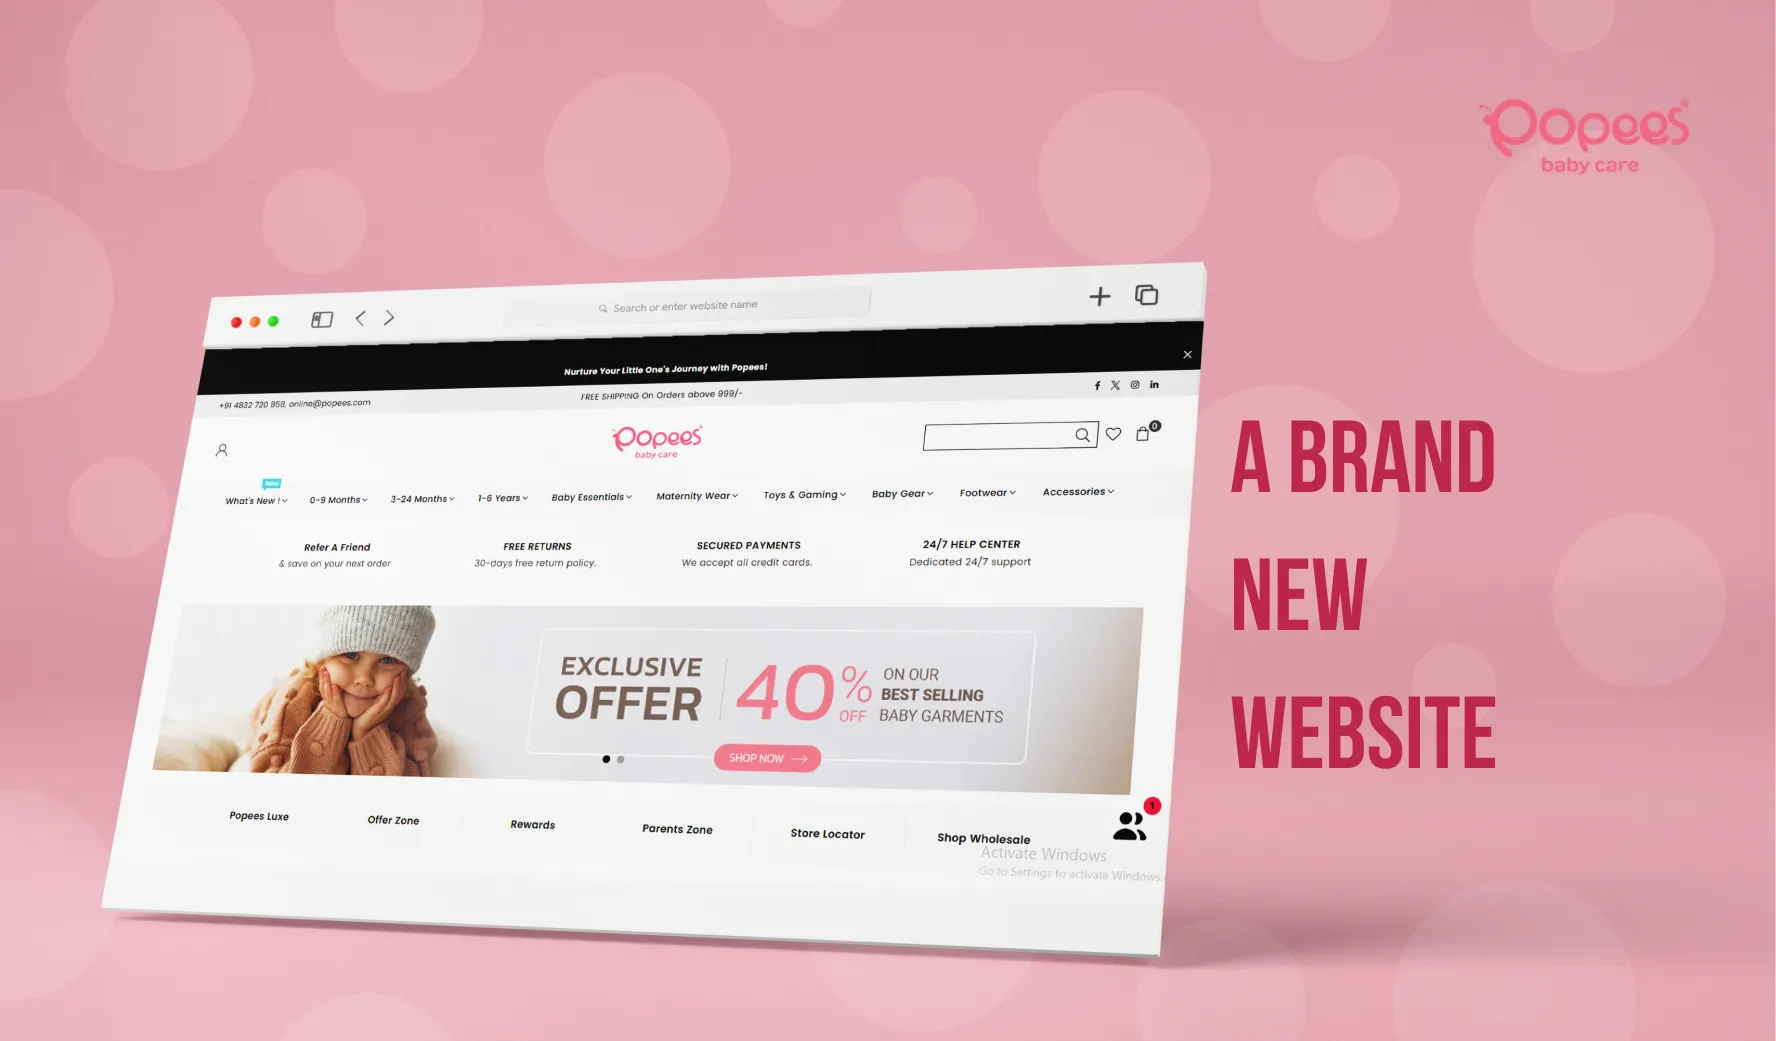 Popees®
baby care
Search or enter website name
Nurture Your Little One's Journey with Popees!
+91 4832 720 858, online@popees.com
FREE SHIPPING On Orders above 999/-
Popees®
baby care
0
New
What's New ! 0-9 Months 3-24 Months 1-6 Years Baby Essentials Maternity Wear Toys & Gaming Baby Gear Footwear Accessories
Refer A Friend FREE RETURNS SECURED PAYMENTS 24/7 HELP CENTER
& save on your next order 30-days free return policy. We accept all credit cards. Dedicated 24/7 support
EXCLUSIVE
OFFER
40%
OFF
ON OUR
BEST SELLING
BABY GARMENTS
SHOP NOW
1
Popees Luxe Offer Zone Rewards Parents Zone Store Locator Shop Wholesale
Activate Windows
Go to Settings to activate Windows.
A BRAND
NEW
WEBSITE